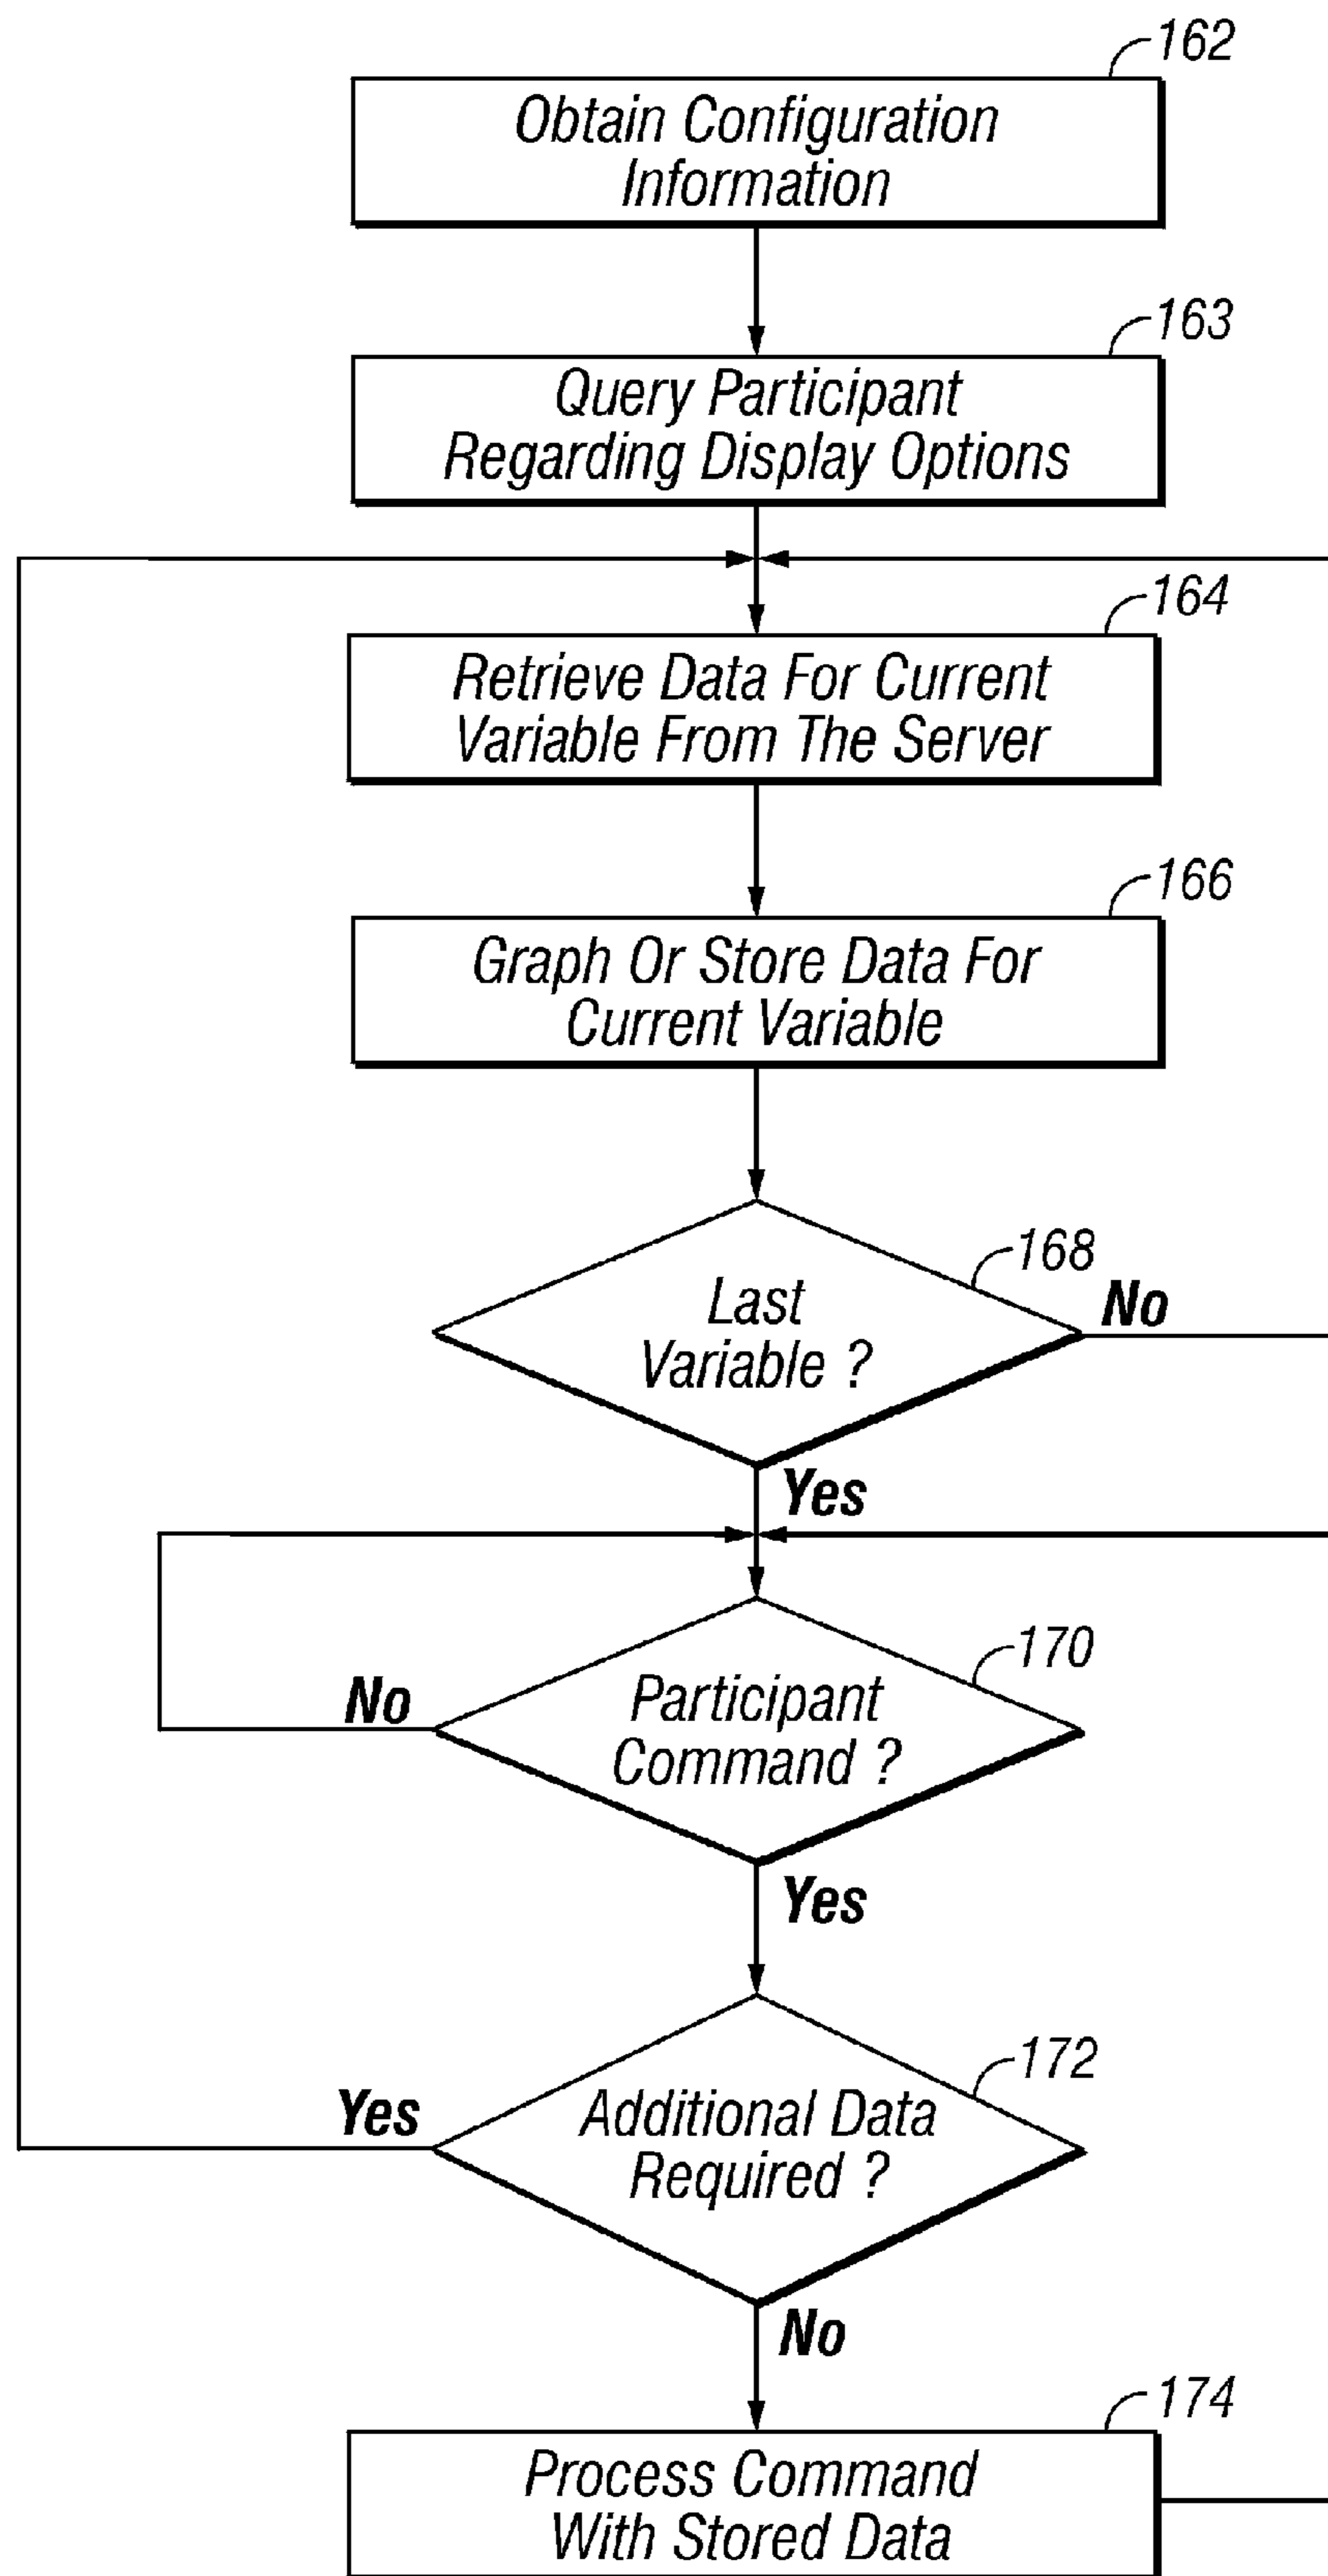 162
Obtain Configuration
Information
163
Query Participant
Regarding Display Options
164
Retrieve Data For Current
Variable From The Server
166
Graph Or Store Data For
Current Variable
168
Last
Variable ?
No
Yes
170
Participant
Command ?
No
Yes
172
Additional Data
Required ?
Yes
No
174
Process Command
With Stored Data